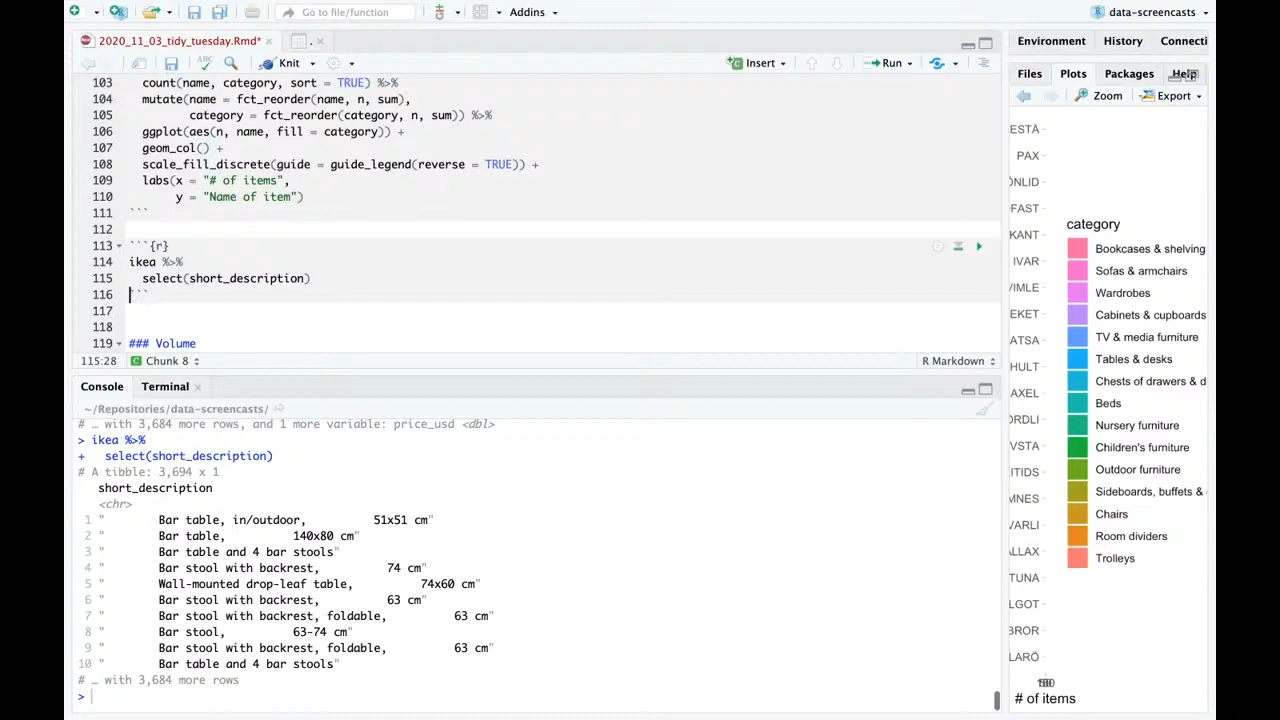 Go to file/function
Addins
data-screencasts
2020_11_03_tidy_tuesday.Rmd*
.
Knit
Insert
Run
103 count(name, category, sort = TRUE) %>%
104 mutate(name = fct_reorder(name, n, sum),
105 category = fct_reorder(category, n, sum)) %>%
106 ggplot(aes(n, name, fill = category)) +
107 geom_col() +
108 scale_fill_discrete(guide = guide_legend(reverse = TRUE)) +
109 labs(x = "# of items",
110 y = "Name of item")
111 ```
112
113 ```{r}
114 ikea %>%
115 select(short_description)
116 ```
117
118
119 ### Volume
115:28 Chunk 8 R Markdown
Console Terminal
~/Repositories/data-screencasts/
# … with 3,684 more rows, and 1 more variable: price_usd <dbl>
> ikea %>%
+ select(short_description)
# A tibble: 3,694 x 1
short_description
<chr>
1 " Bar table, in/outdoor, 51x51 cm"
2 " Bar table, 140x80 cm"
3 " Bar table and 4 bar stools"
4 " Bar stool with backrest, 74 cm"
5 " Wall-mounted drop-leaf table, 74x60 cm"
6 " Bar stool with backrest, 63 cm"
7 " Bar stool with backrest, foldable, 63 cm"
8 " Bar stool, 63-74 cm"
9 " Bar stool with backrest, foldable, 63 cm"
10 " Bar table and 4 bar stools"
# … with 3,684 more rows
>
Environment History Connecti
Files Plots Packages Help
Zoom Export
ESTÅ
PAX
ÖNLID
OFAST
KANT
IVAR
VIMLE
EKET
ATSA
HULT
AXEL
ORDLI
VSTA
ITIDS
MNES
VARLI
ALLAX
TUNA
LGOT
BROR
LARÖ
# of items
category
Bookcases & shelving
Sofas & armchairs
Wardrobes
Cabinets & cupboards
TV & media furniture
Tables & desks
Chests of drawers & d
Beds
Nursery furniture
Children's furniture
Outdoor furniture
Sideboards, buffets &
Chairs
Room dividers
Trolleys